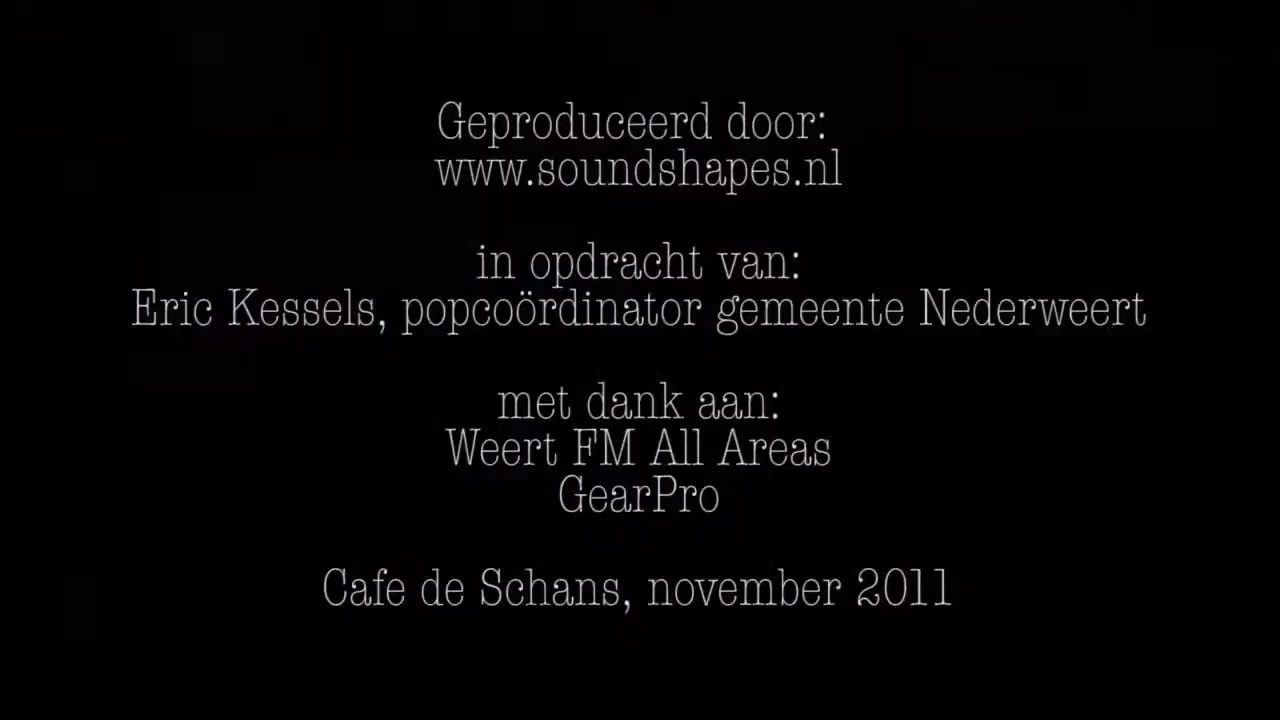 Geproduceerd door:
www.soundshapes.nl
in opdracht van:
Eric Kessels, popcoördinator gemeente Nederweert
met dank aan:
Weert FM All Areas
GearPro
Cafe de Schans, november 2011